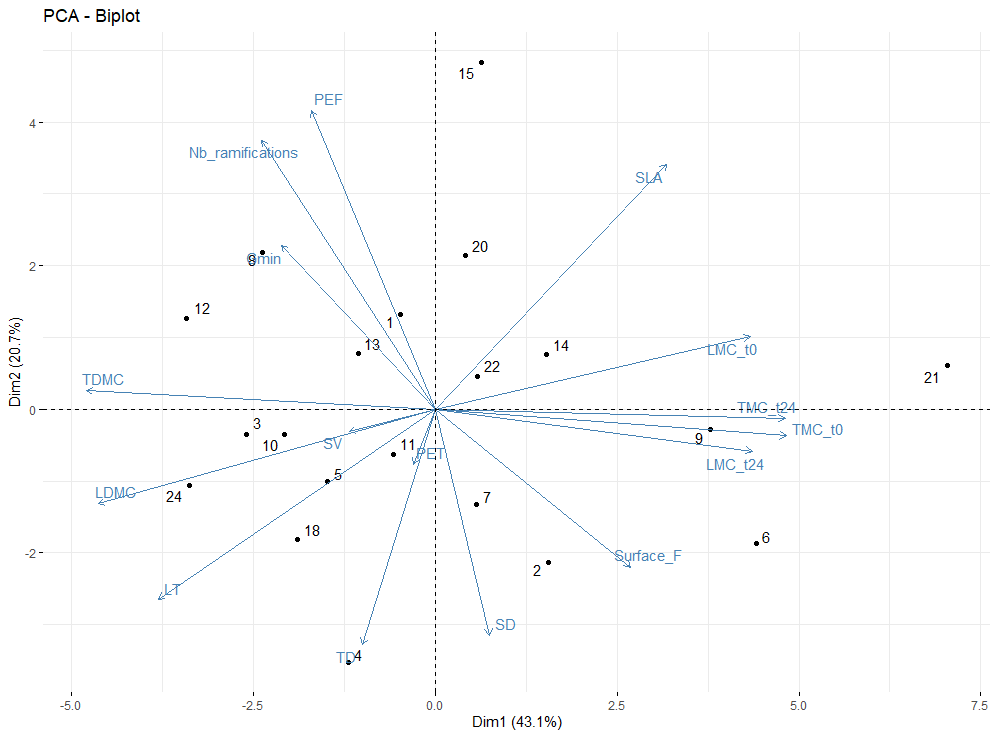 PCA - Biplot
15
PEF
4
Nb_ramifications
SLA
20
8
Gmin
2
12
1
13
14
LMC_t0
22
21
TDMC
TMC_t24
0
3
TMC_t0
10
SV
11
9
PET
LMC_t24
5
LDMC
24
7
18
6
-2
Surface_F
2
LT
SD
TD
4
-5.0
-2.5
0.0
2.5
5.0
7.5
Dim1 (43.1%)
Dim2 (20.7%)